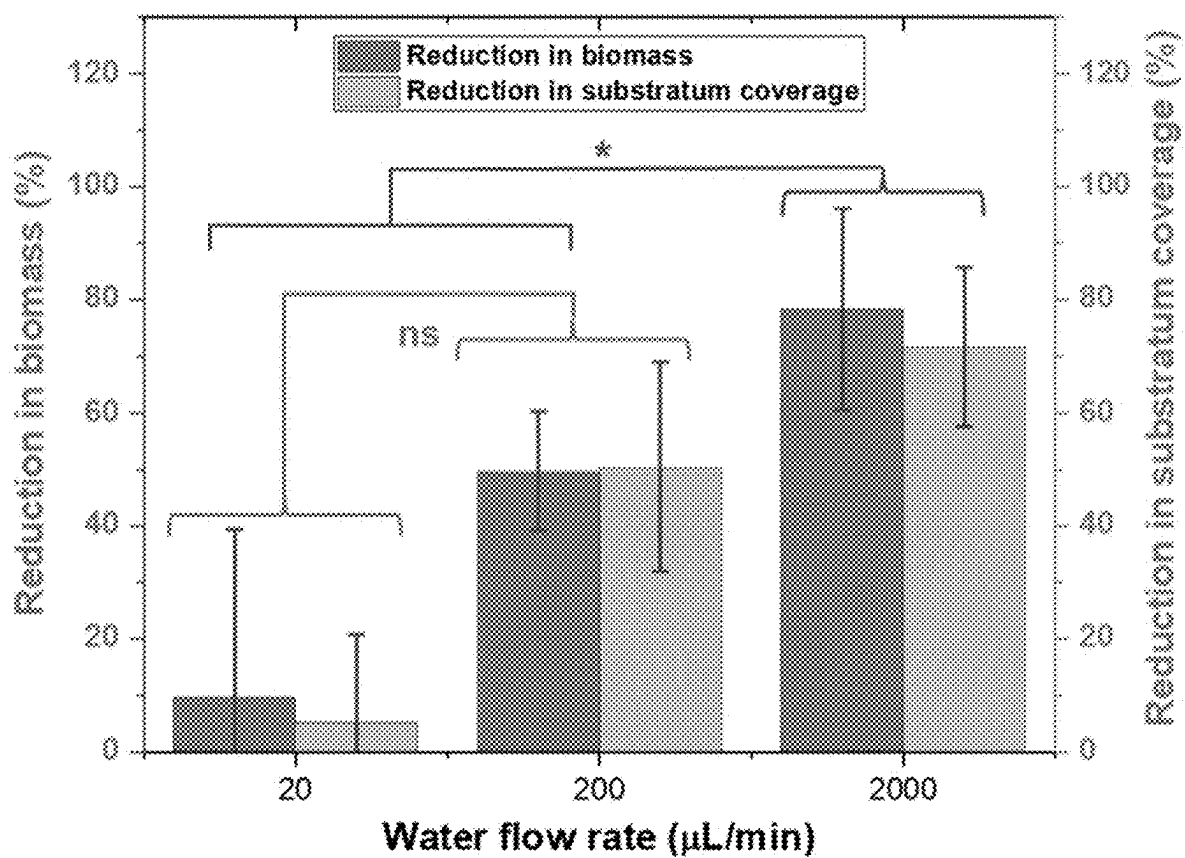 Reduction in biomass
Reduction in substratum coverage
Reduction in biomass (%)
120
100
80
60
40
20
0
*
ns
120
100
80
60
40
20
0
Reduction in substratum coverage (%)
20 200 2000
Water flow rate (μL/min)